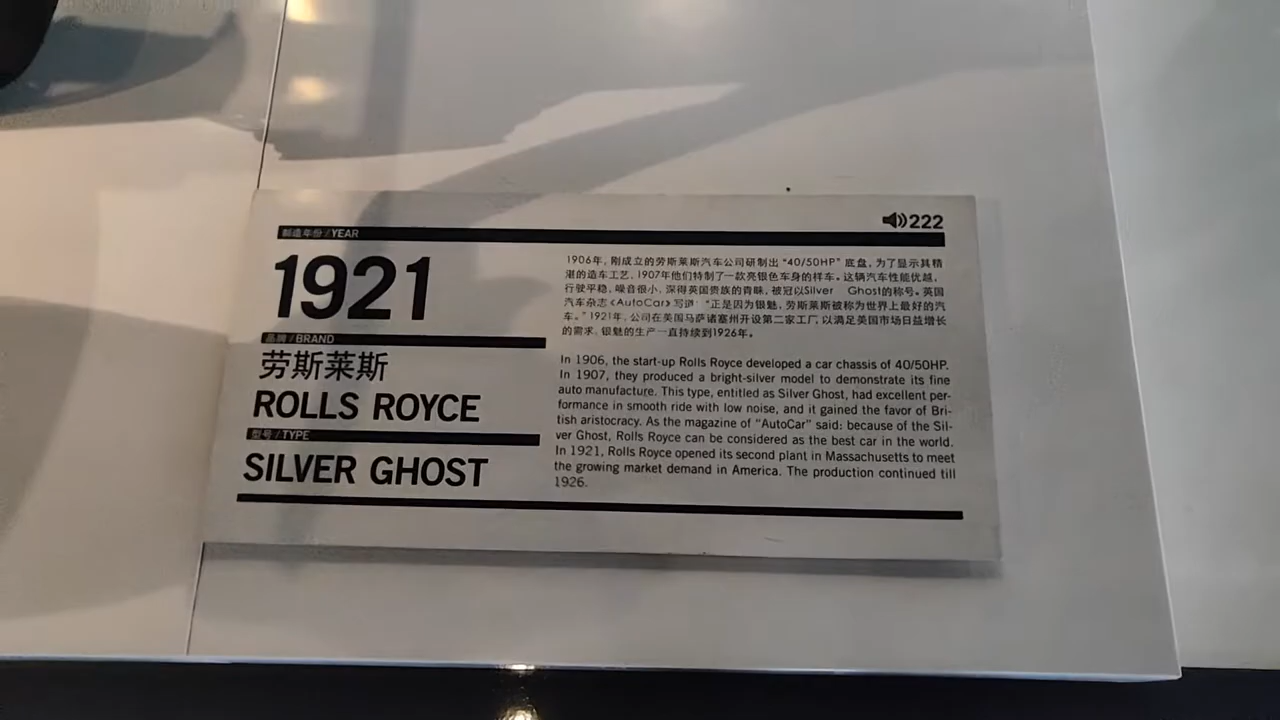 222
制造年份/YEAR
1921
品牌/BRAND
劳斯莱斯
ROLLS ROYCE
型号/TYPE
SILVER GHOST
1906年, 刚成立的劳斯莱斯汽车公司研制出 “40/50HP” 底盘, 为了显示其精
湛的造车工艺, 1907年他们特制了一款亮银色车身的样车。这辆汽车性能优越,
行驶平稳, 噪音很小, 深得英国贵族的青睐, 被冠以Silver Ghost的称号。英国
汽车杂志《AutoCar》写道: “正是因为银魅, 劳斯莱斯被称为世界上最好的汽
车。” 1921年, 公司在美国马萨诸塞州开设第二家工厂, 以满足美国市场日益增长
的需求, 银魅的生产一直持续到1926年。
In 1906, the start-up Rolls Royce developed a car chassis of 40/50HP.
In 1907, they produced a bright-silver model to demonstrate its fine
auto manufacture. This type, entitled as Silver Ghost, had excellent per-
formance in smooth ride with low noise, and it gained the favor of Bri-
tish aristocracy. As the magazine of “AutoCar” said: because of the Sil-
ver Ghost, Rolls Royce can be considered as the best car in the world.
In 1921, Rolls Royce opened its second plant in Massachusetts to meet
the growing market demand in America. The production continued till
1926.